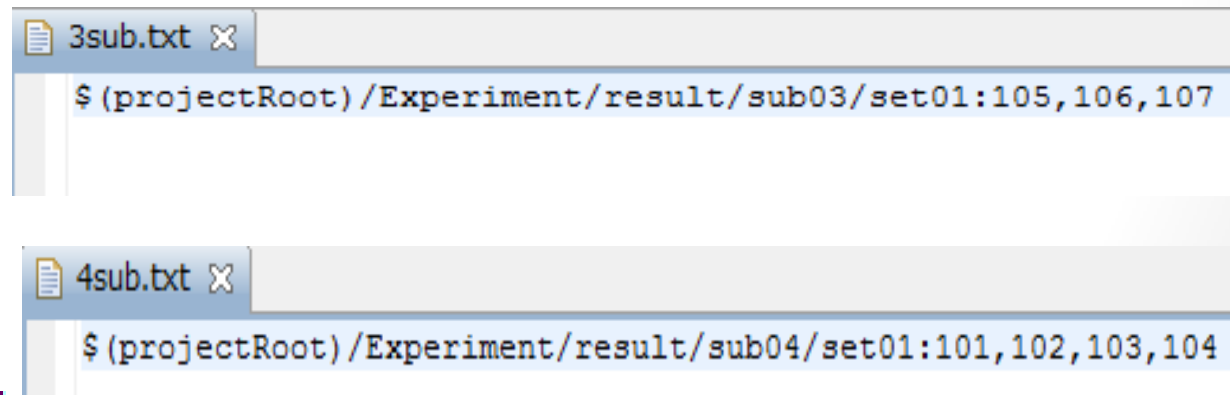 3sub.txt
$(projectRoot)/Experiment/result/sub03/set01:105,106,107
4sub.txt
$(projectRoot)/Experiment/result/sub04/set01:101,102,103,104